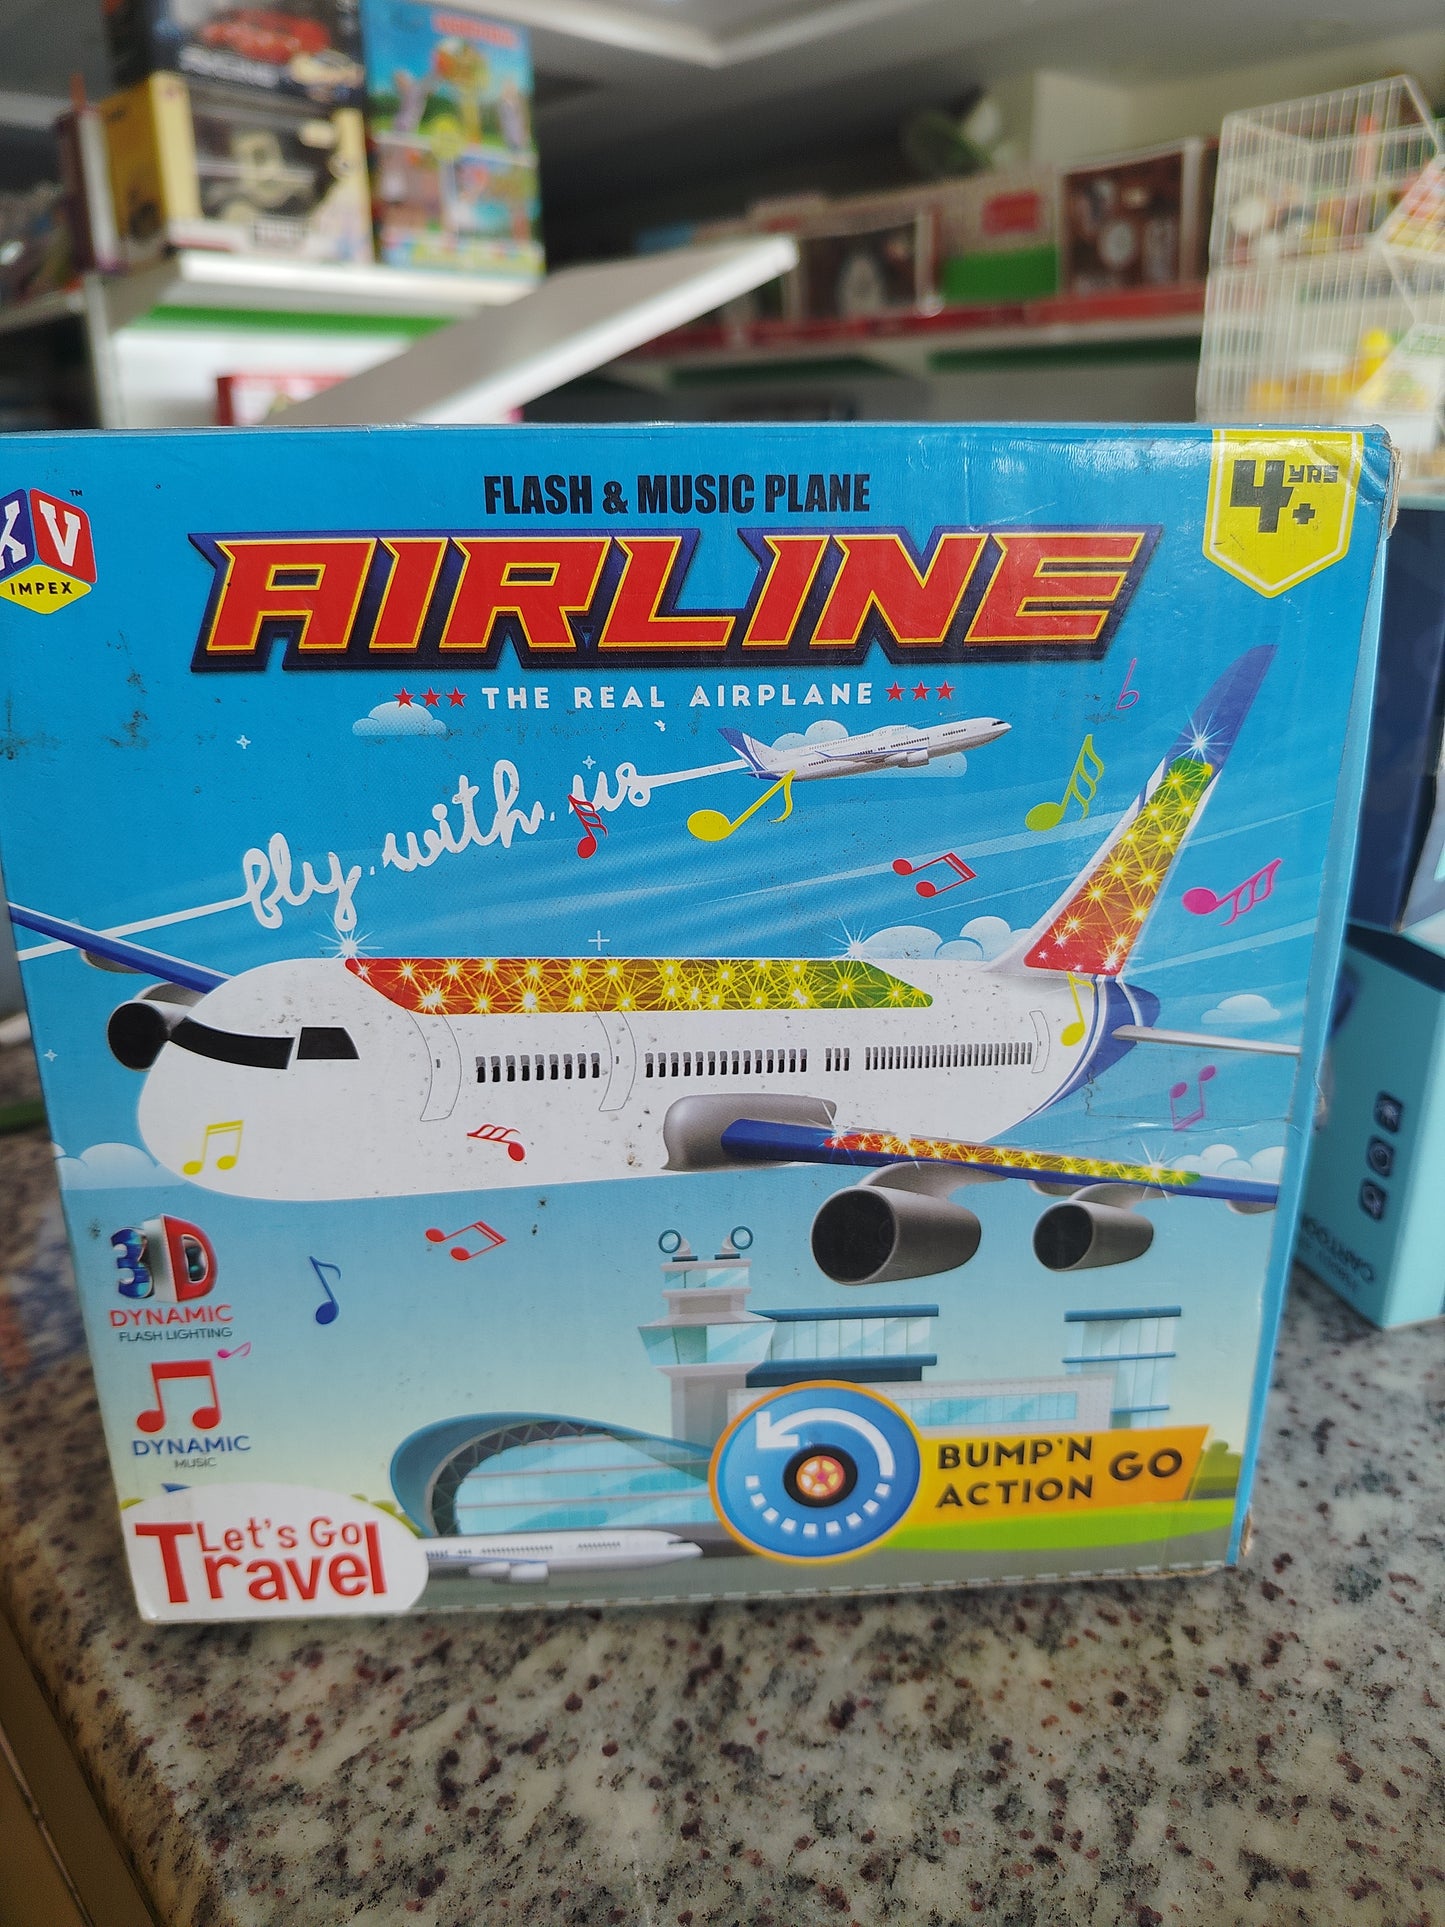 FLASH & MUSIC PLANE
XV™
IMPEX
4 YRS
+
AIRLINE
★★★ THE REAL AIRPLANE ★★★
fly with us
3D
DYNAMIC
FLASH LIGHTING
DYNAMIC
MUSIC
BUMP'N GO
ACTION
Let's Go
Travel